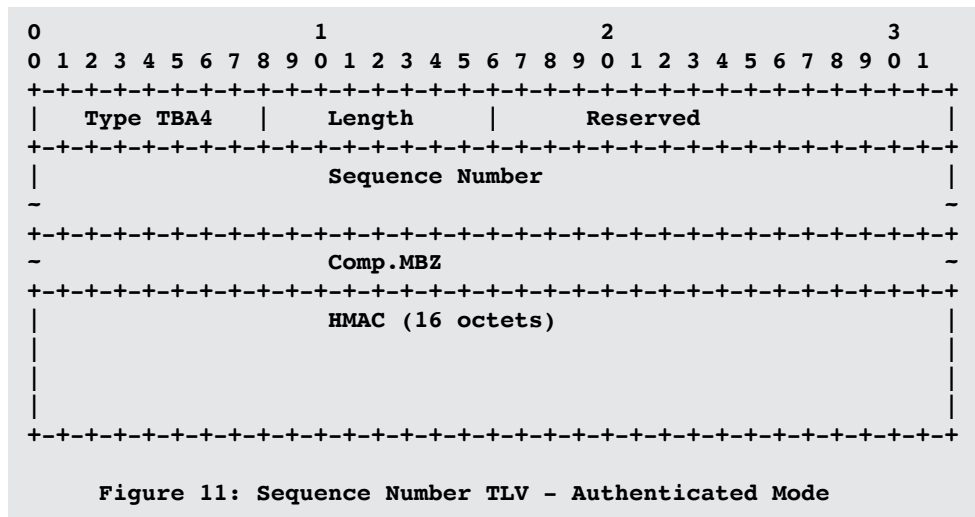 0                   1                   2                   3
0 1 2 3 4 5 6 7 8 9 0 1 2 3 4 5 6 7 8 9 0 1 2 3 4 5 6 7 8 9 0 1
+-+-+-+-+-+-+-+-+-+-+-+-+-+-+-+-+-+-+-+-+-+-+-+-+-+-+-+-+-+-+-+-+
|   Type TBA4    |    Length     |      Reserved                 |
+-+-+-+-+-+-+-+-+-+-+-+-+-+-+-+-+-+-+-+-+-+-+-+-+-+-+-+-+-+-+-+-+
|                    Sequence Number                            |
~                                                               ~
+-+-+-+-+-+-+-+-+-+-+-+-+-+-+-+-+-+-+-+-+-+-+-+-+-+-+-+-+-+-+-+-+
~                    Comp.MBZ                                   ~
+-+-+-+-+-+-+-+-+-+-+-+-+-+-+-+-+-+-+-+-+-+-+-+-+-+-+-+-+-+-+-+-+
|                    HMAC (16 octets)                           |
|                                                               |
|                                                               |
|                                                               |
+-+-+-+-+-+-+-+-+-+-+-+-+-+-+-+-+-+-+-+-+-+-+-+-+-+-+-+-+-+-+-+-+
Figure 11: Sequence Number TLV - Authenticated Mode